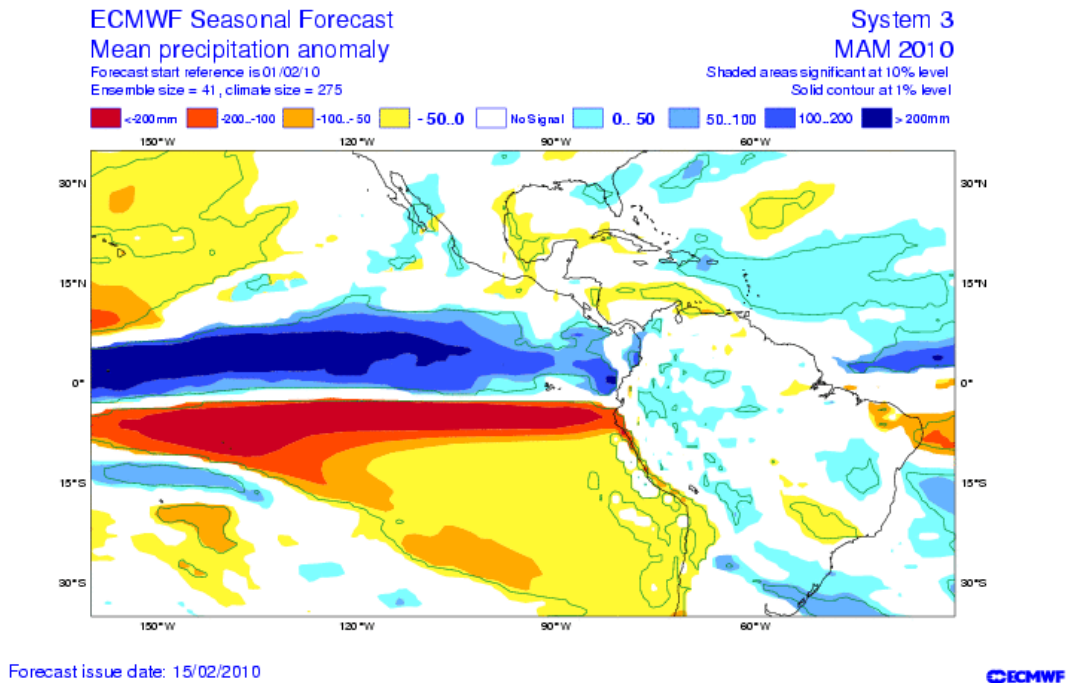 ECMWF Seasonal Forecast
System 3
Mean precipitation anomaly
MAM 2010
Forecast start reference is 01/02/10
Shaded areas significant at 10% level
Ensemble size = 41, climate size = 275
Solid contour at 1% level
<-200mm -200..-100 -100..-50 -50..0 No Signal 0..50 50..100 100..200 >200mm
150°W 120°W 90°W 60°W
30°N 30°N
15°N 15°N
0° 0°
15°S 15°S
30°S 30°S
150°W 120°W 90°W 60°W
Forecast issue date: 15/02/2010
ECMWF